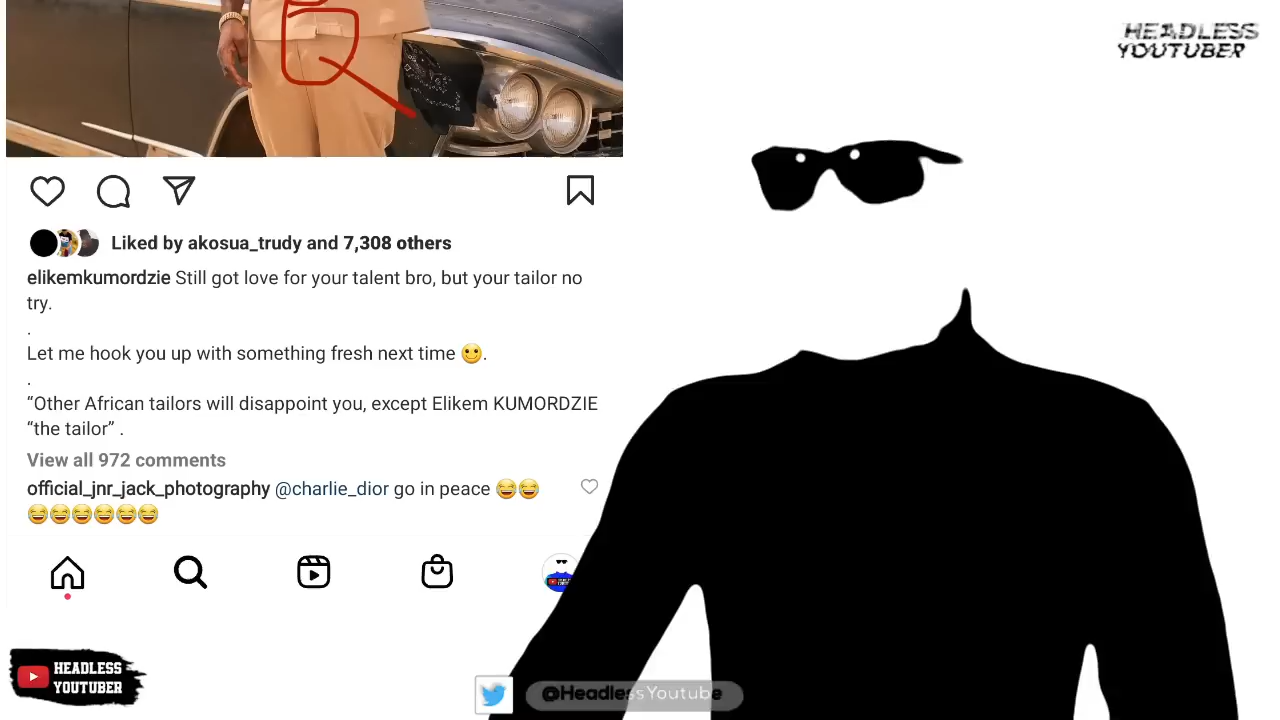 HEADLESS
YOUTUBER
Liked by akosua_trudy and 7,308 others
elikemkumordzie Still got love for your talent bro, but your tailor no
try.
.
Let me hook you up with something fresh next time 🙂.
.
“Other African tailors will disappoint you, except Elikem KUMORDZIE
“the tailor” .
View all 972 comments
official_jnr_jack_photography @charlie_dior go in peace 😂😂
😂😂😂😂😂😂
HEADLESS
YOUTUBER
@HeadlessYoutube